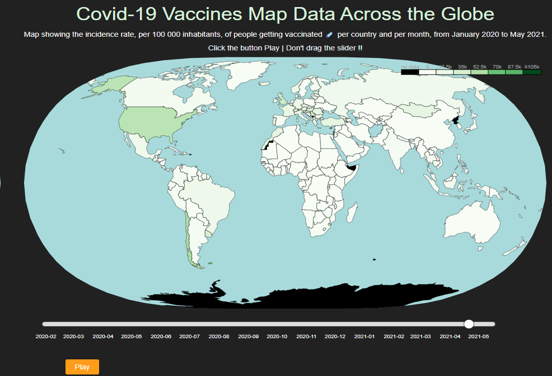 Covid-19 Vaccines Map Data Across the Globe
Map showing the incidence rate, per 100 000 inhabitants, of people getting vaccinated 💉 per country and per month, from January 2020 to May 2021.
Click the button Play | Don't drag the slider !!
35k 52.5k 70k 87.5k
2020-02 2020-03 2020-04 2020-05 2020-06 2020-07 2020-08 2020-09 2020-10 2020-11 2020-12 2021-01 2021-02 2021-03 2021-04 2021-05
Play